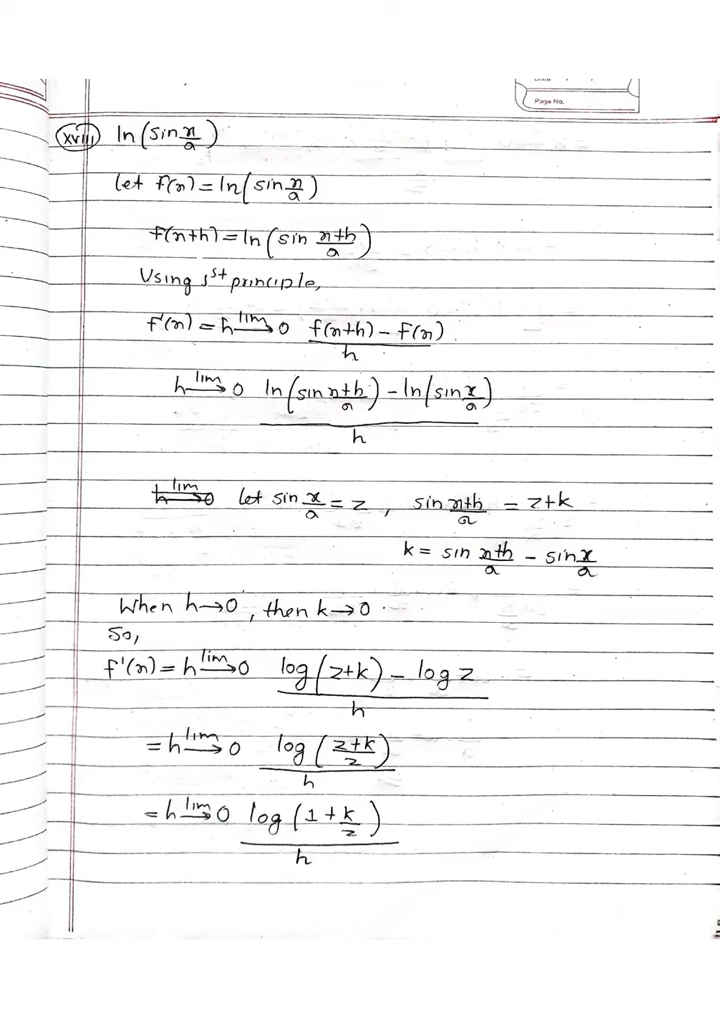 Page No.
(xviii) ln(sin x/a)
Let f(x) = ln(sin x/a)
f(x+h) = ln(sin x+h/a)
Using 1st principle,
f'(x) = h lim→ 0 f(x+h) - f(x) / h
h lim→ 0 ln(sin x+h/a) - ln(sin x/a) / h
h lim→ 0 let sin x/a = z , sin x+h/a = z+k
k = sin x+h/a - sin x/a
When h→0, then k→0.
So,
f'(x) = h lim→ 0 log(z+k) - log z / h
= h lim→ 0 log(z+k/z) / h
= h lim→ 0 log(1 + k/z) / h